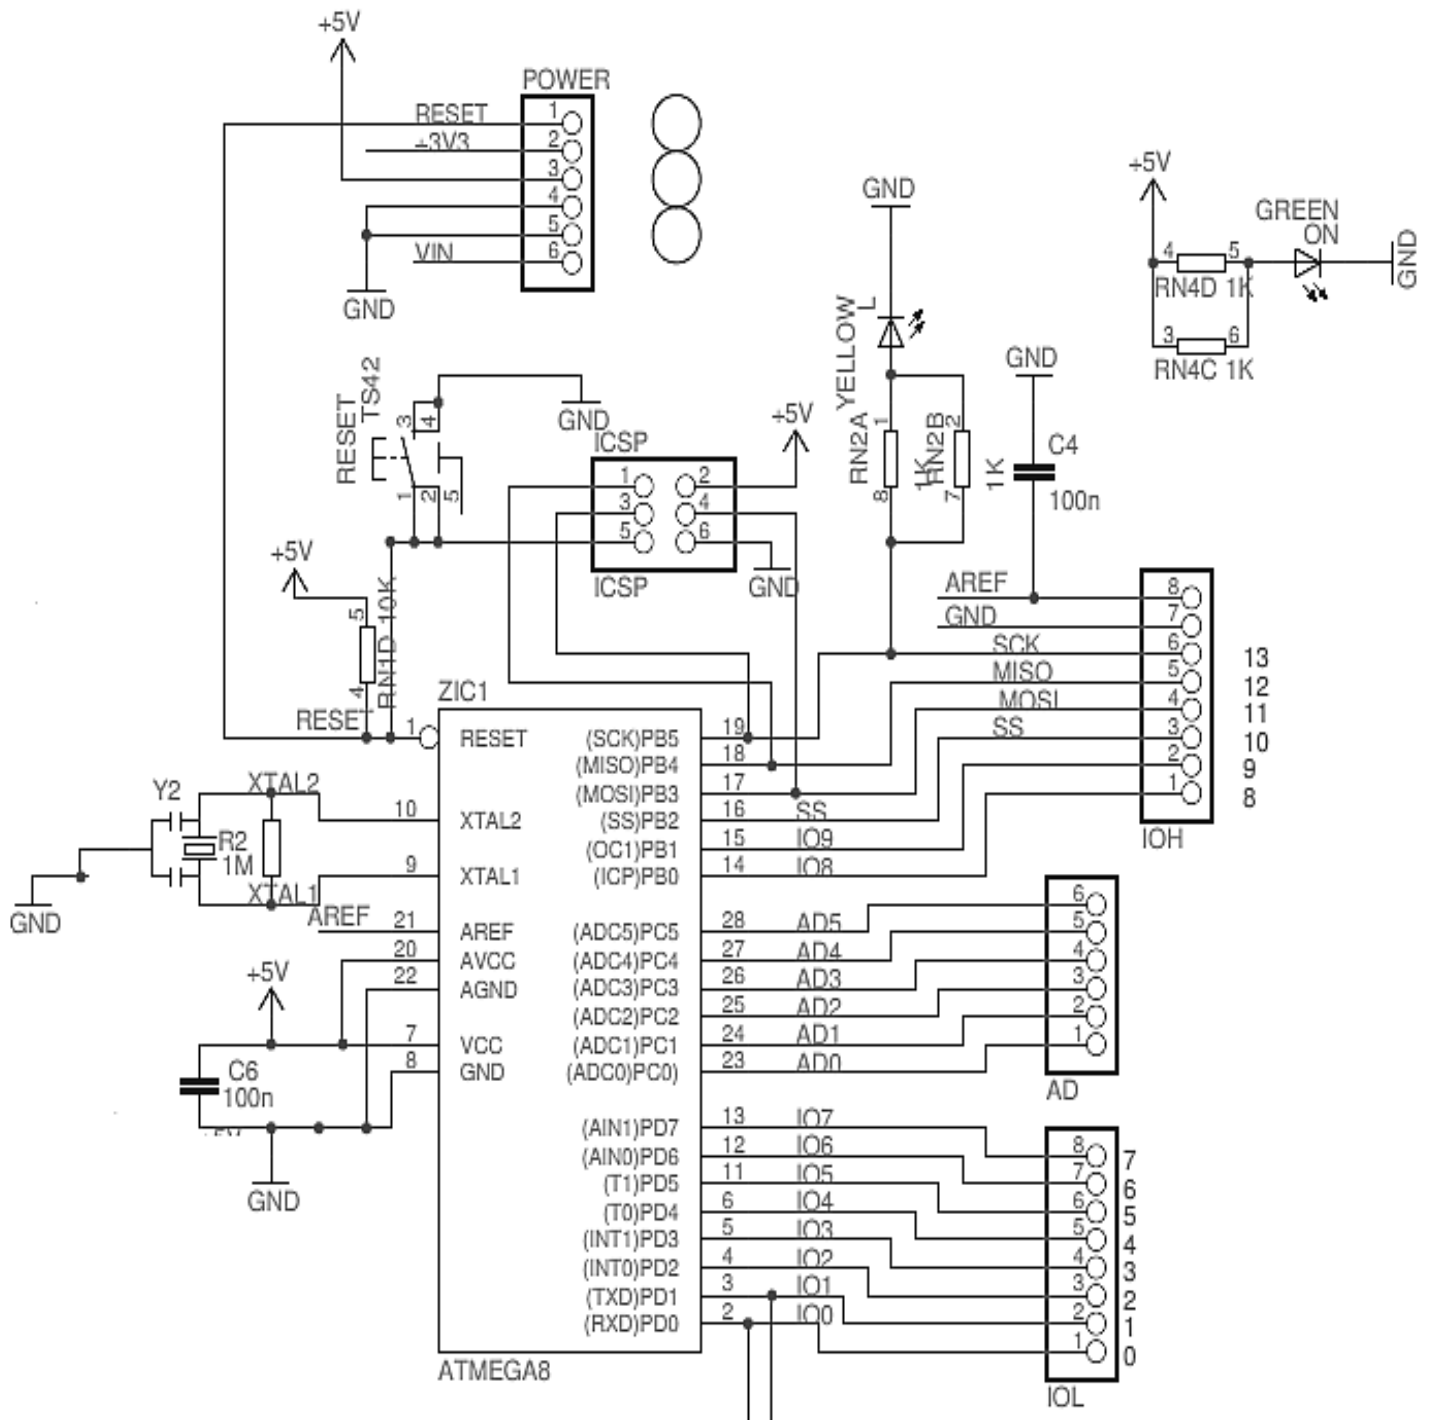 +5V
POWER
RESET 1
+3V3 2
3
4
5
VIN 6
GND
GND
+5V
GREEN
ON
4 5
RN4D 1K
GND
3 6
RN4C 1K
YELLOW
L
RESET
TS42
3 4
1 2 5
GND
ICSP
1 2
3 4
5 6
ICSP
+5V
GND
RN2A
1 8
1K
RN2B
2 7
1K
GND
C4
100n
+5V
5
4
RN1D 10K
RESET
AREF 8
GND 7
SCK 6 13
MISO 5 12
MOSI 4 11
SS 3 10
2 9
1 8
IOH
ZIC1
1 RESET (SCK)PB5 19
(MISO)PB4 18
(MOSI)PB3 17
10 XTAL2 (SS)PB2 16 SS
(OC1)PB1 15 IO9
9 XTAL1 (ICP)PB0 14 IO8
Y2
XTAL2
R2
1M
XTAL1
GND
AREF 21 AREF (ADC5)PC5 28 AD5
20 AVCC (ADC4)PC4 27 AD4
22 AGND (ADC3)PC3 26 AD3
(ADC2)PC2 25 AD2
7 VCC (ADC1)PC1 24 AD1
8 GND (ADC0)PC0) 23 AD0
6
5
4
3
2
1
AD
+5V
C6
100n
GND
(AIN1)PD7 13 IO7
(AIN0)PD6 12 IO6
(T1)PD5 11 IO5
(T0)PD4 6 IO4
(INT1)PD3 5 IO3
(INT0)PD2 4 IO2
(TXD)PD1 3 IO1
(RXD)PD0 2 IO0
8 7
7 6
6 5
5 4
4 3
3 2
2 1
1 0
IOL
ATMEGA8